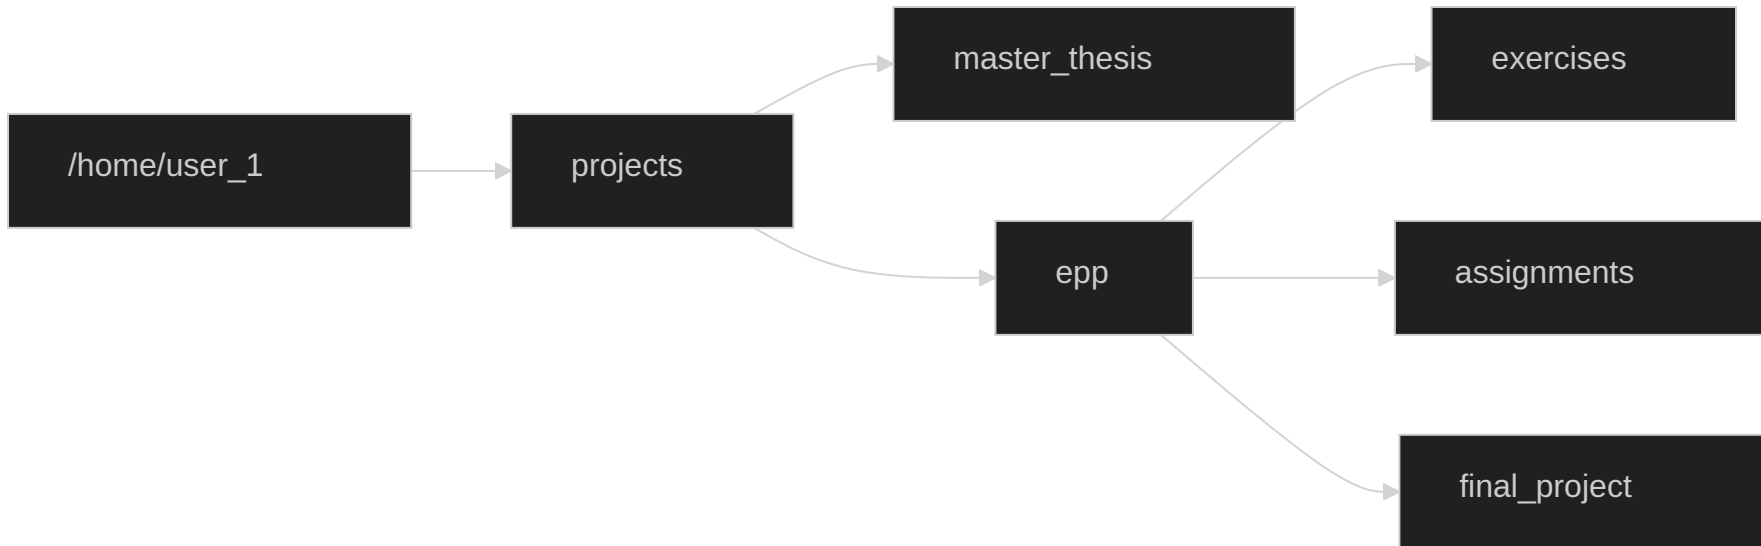 /home/user_1
projects
master_thesis
epp
exercises
assignments
final_project